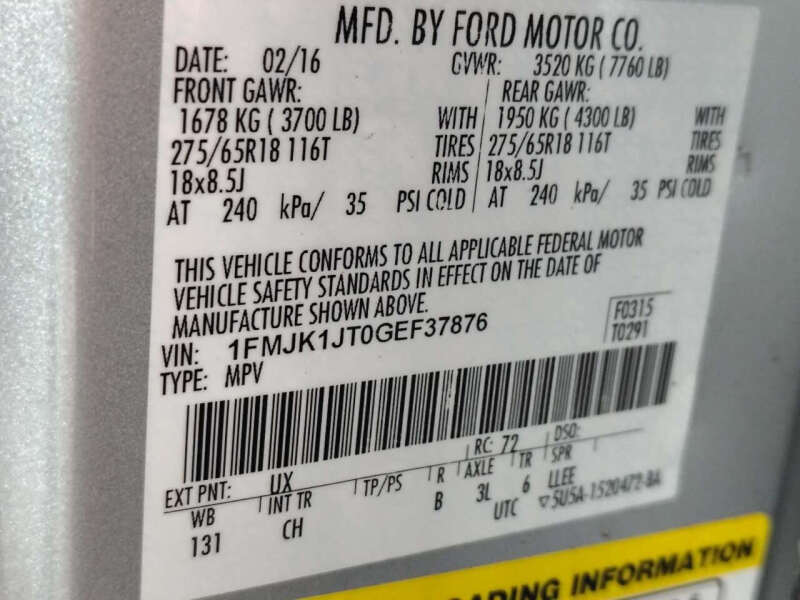 MFD. BY FORD MOTOR CO.
DATE: 02/16 GVWR: 3520 KG ( 7760 LB)
FRONT GAWR: REAR GAWR:
1678 KG ( 3700 LB) WITH 1950 KG ( 4300 LB) WITH
275/65R18 116T TIRES 275/65R18 116T TIRES
18x8.5J RIMS 18x8.5J RIMS
AT 240 kPa/ 35 PSI COLD AT 240 kPa/ 35 PSI COLD
THIS VEHICLE CONFORMS TO ALL APPLICABLE FEDERAL MOTOR
VEHICLE SAFETY STANDARDS IN EFFECT ON THE DATE OF
MANUFACTURE SHOWN ABOVE.
VIN: 1FMJK1JT0GEF37876 F0315
TYPE: MPV T0291
EXT PNT: UX RC: 72 DSO:
WB INT TR TP/PS R AXLE TR SPR
131 CH B 3L 6 LLEE
UTC ▽5U5A-1520472-BA
ADING INFORMATION